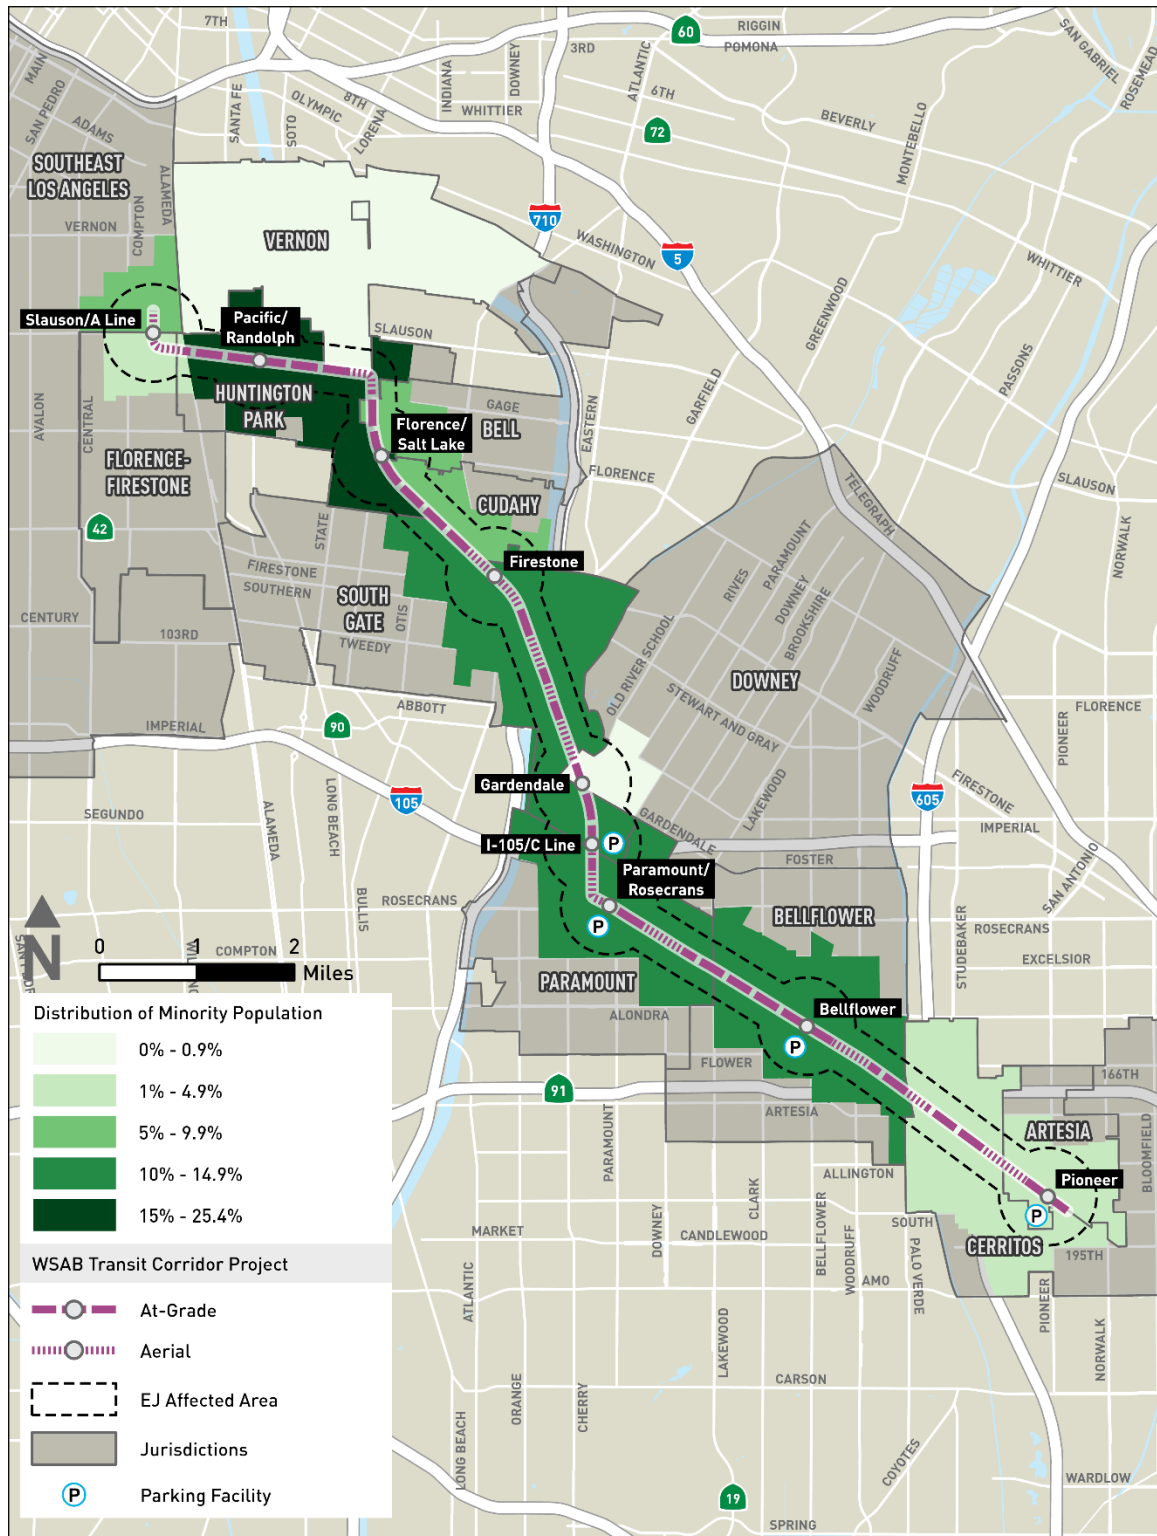 7TH
RIGGIN
60
POMONA
3RD
SAN GABRIEL
ROSEMEAD
MAIN
SAN PEDRO
ADAMS
SANTA FE
OLYMPIC
8TH
SOTO
LORENA
INDIANA
DOWNEY
WHITTIER
ATLANTIC
6TH
72
BEVERLY
MONTEBELLO
SOUTHEAST
LOS ANGELES
ALAMEDA
COMPTON
VERNON
VERNON
710
WASHINGTON
5
WHITTIER
GREENWOOD
PASSONS
Slauson/A Line
Pacific/
Randolph
SLAUSON
HUNTINGTON
PARK
GAGE
BELL
EASTERN
GARFIELD
AVALON
CENTRAL
Florence/
Salt Lake
FLORENCE-
FIRESTONE
FLORENCE
SLAUSON
TELEGRAPH
NORWALK
CUDAHY
42
STATE
FIRESTONE
SOUTHERN
Firestone
SOUTH
GATE
OTIS
TWEEDY
CENTURY
103RD
RIVES
PARAMOUNT
DOWNEY
BROOKSHIRE
WOODRUFF
OLD RIVER SCHOOL
DOWNEY
STEWART AND GRAY
IMPERIAL
ABBOTT
90
PIONEER
FLORENCE
Gardendale
105
LONG BEACH
ALAMEDA
SEGUNDO
LAKEWOOD
GARDENDALE
605
FIRESTONE
IMPERIAL
I-105/C Line
P
FOSTER
Paramount/
Rosecrans
SAN ANTONIO
BULLIS
ROSECRANS
P
BELLFLOWER
STUDEBAKER
ROSECRANS
EXCELSIOR
N
0 1 2
Miles
COMPTON
PARAMOUNT
ALONDRA
Bellflower
P
FLOWER
91
ARTESIA
166TH
ARTESIA
BLOOMFIELD
PARAMOUNT
ALLINGTON
Pioneer
P
CLARK
BELLFLOWER
WOODRUFF
SOUTH
PALO VERDE
CERRITOS
195TH
MARKET
DOWNEY
CANDLEWOOD
AMO
ATLANTIC
PIONEER
NORWALK
LAKEWOOD
CARSON
ORANGE
CHERRY
LONG BEACH
COYOTES
WARDLOW
19
SPRING
Distribution of Minority Population
0% - 0.9%
1% - 4.9%
5% - 9.9%
10% - 14.9%
15% - 25.4%
WSAB Transit Corridor Project
At-Grade
Aerial
EJ Affected Area
Jurisdictions
P Parking Facility